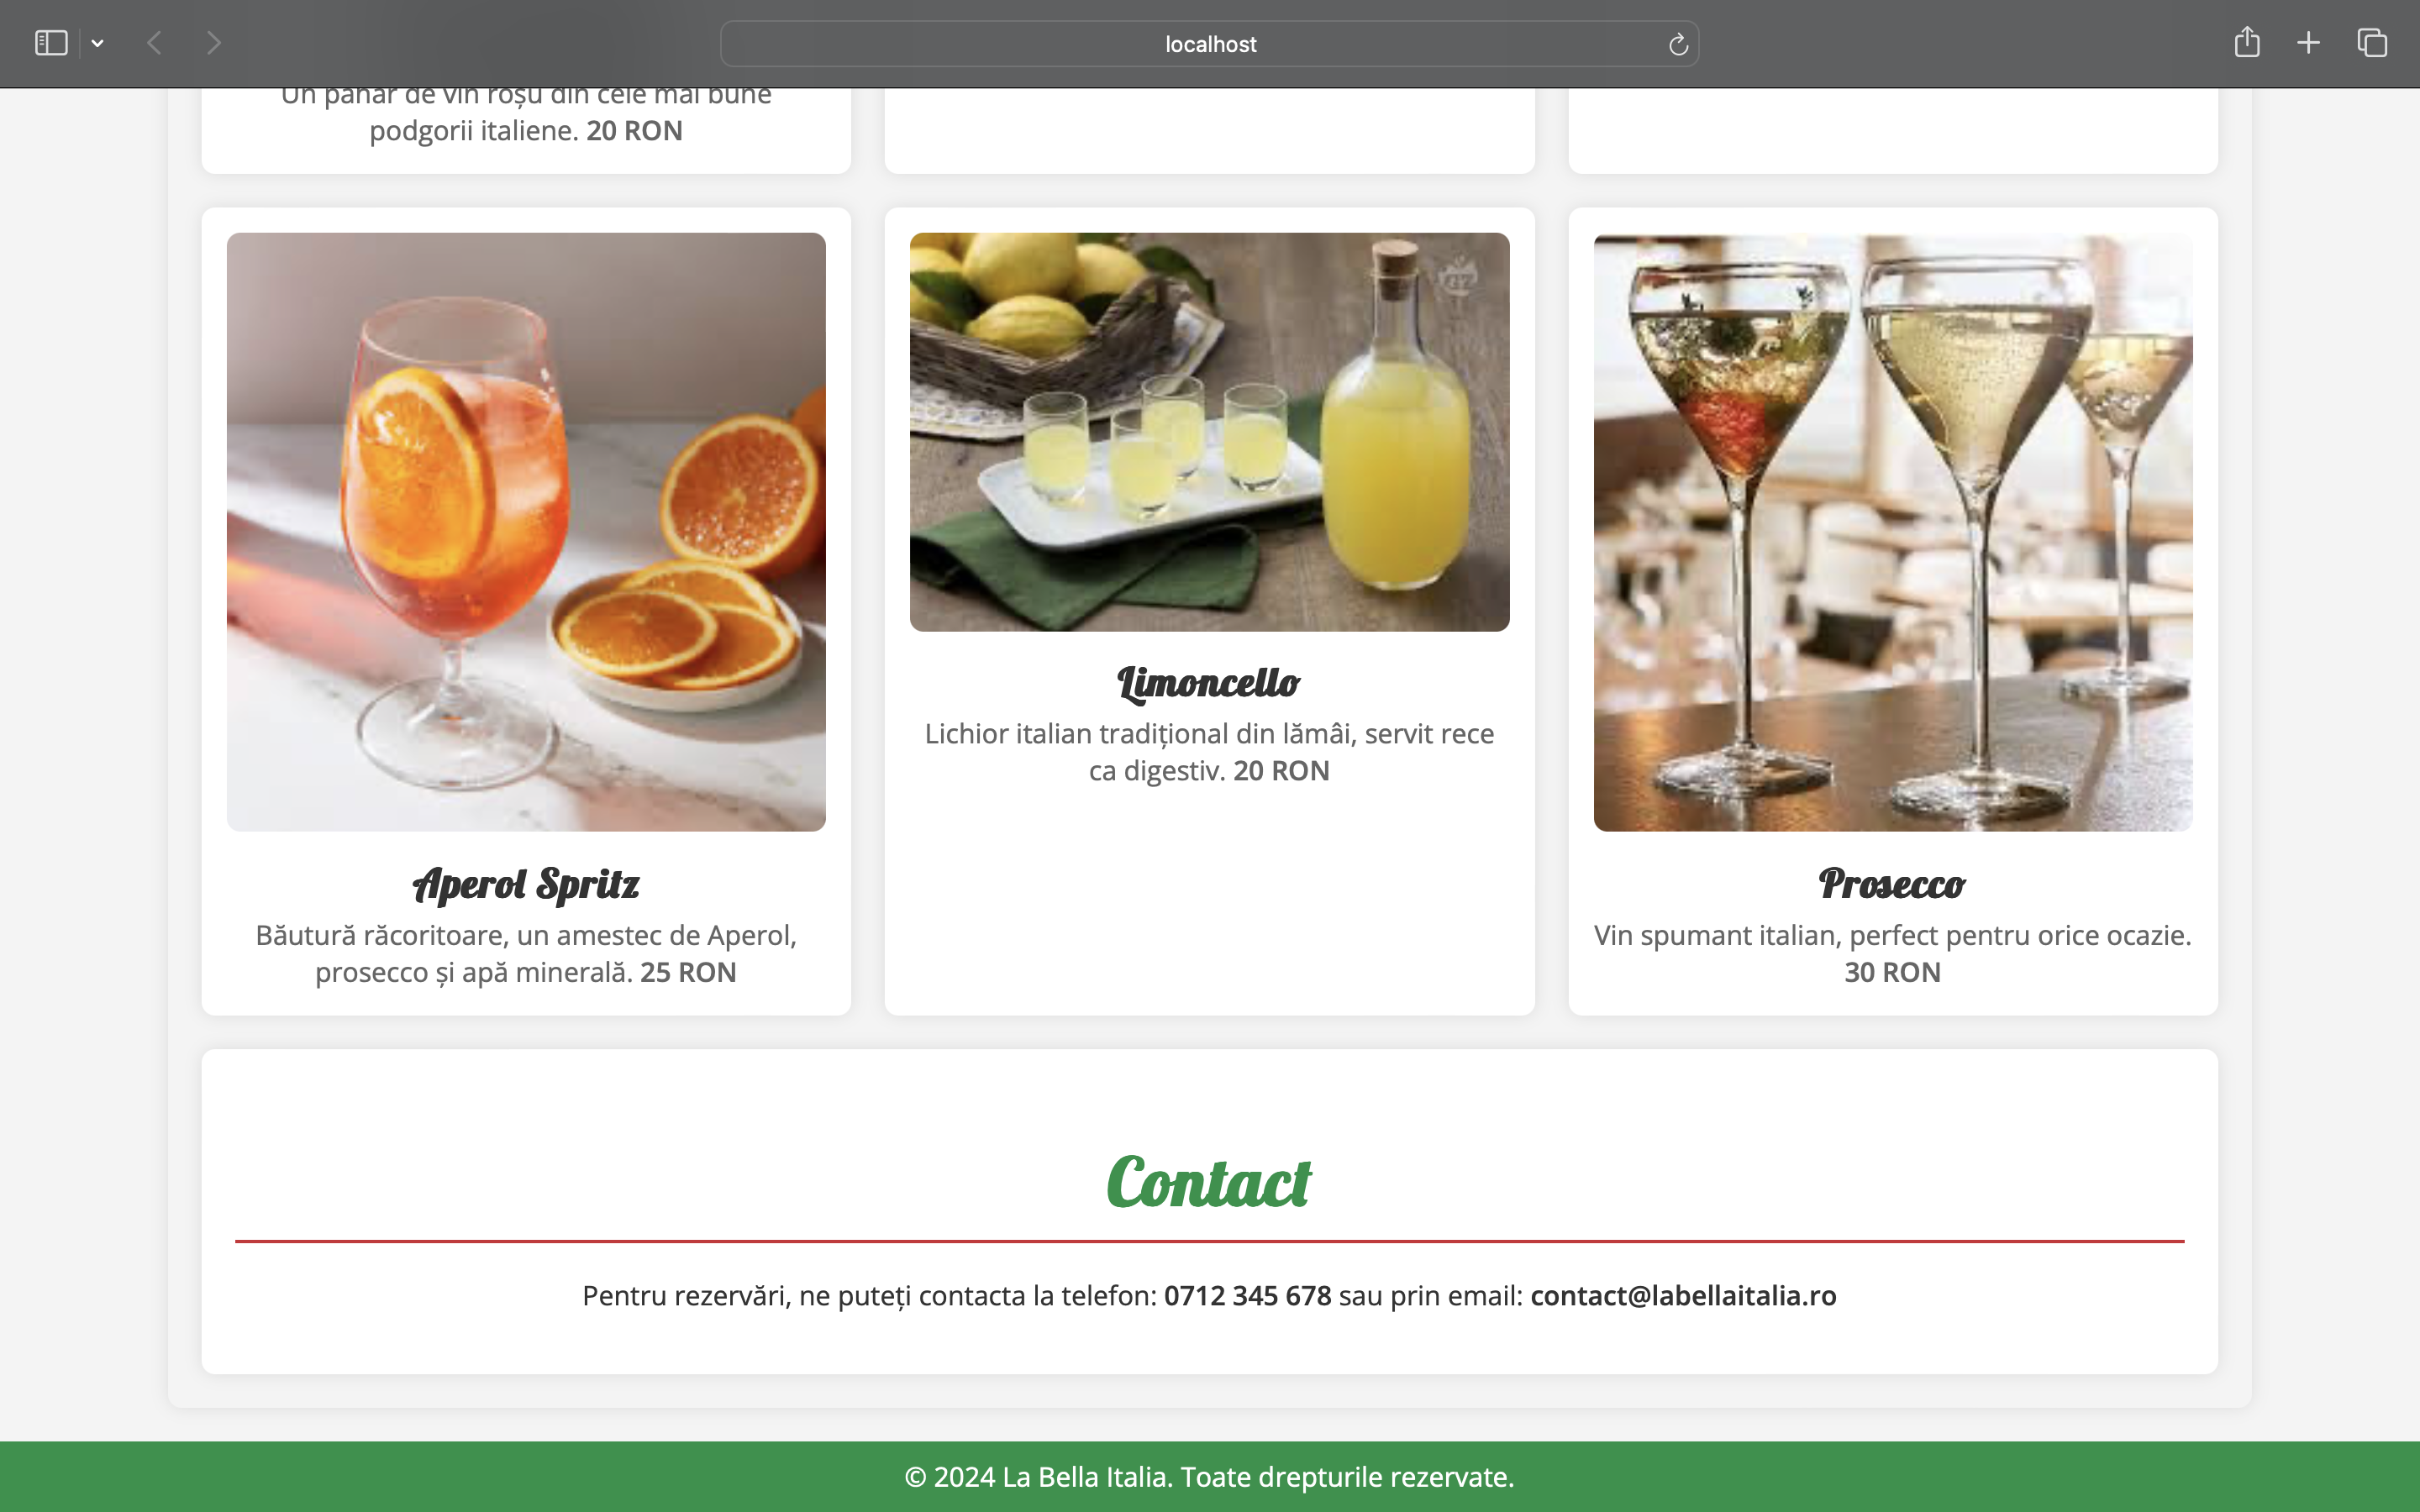 localhost
Un pahar de vin roșu din cele mai bune
podgorii italiene. 20 RON
Aperol Spritz
Băutură răcoritoare, un amestec de Aperol,
prosecco și apă minerală. 25 RON
Limoncello
Lichior italian tradițional din lămâi, servit rece
ca digestiv. 20 RON
Prosecco
Vin spumant italian, perfect pentru orice ocazie.
30 RON
Contact
Pentru rezervări, ne puteți contacta la telefon: 0712 345 678 sau prin email: contact@labellaitalia.ro
© 2024 La Bella Italia. Toate drepturile rezervate.